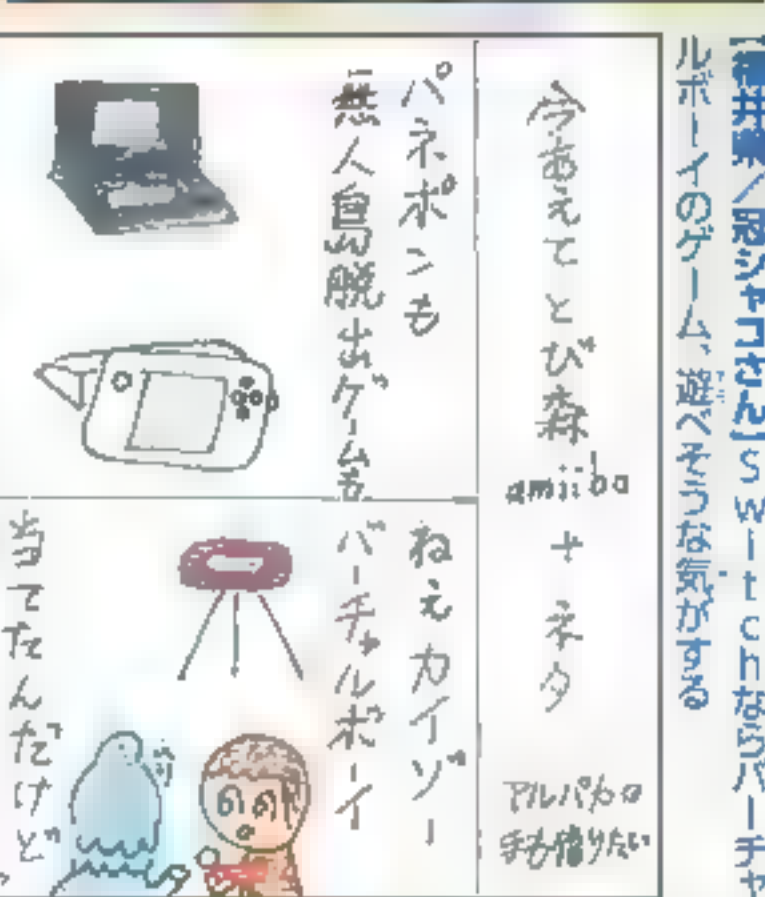 【福井県/忍ジャコさん】Switchならバーチャ
ルボーイのゲーム、遊べそうな気がする
今あえてとび森
amiibo
+ネタ
アルパカの
手も借りたい
パネポンも
無人島脱出ゲームも
ねえカイゾー
バーチャルボーイ
当てたんだけど